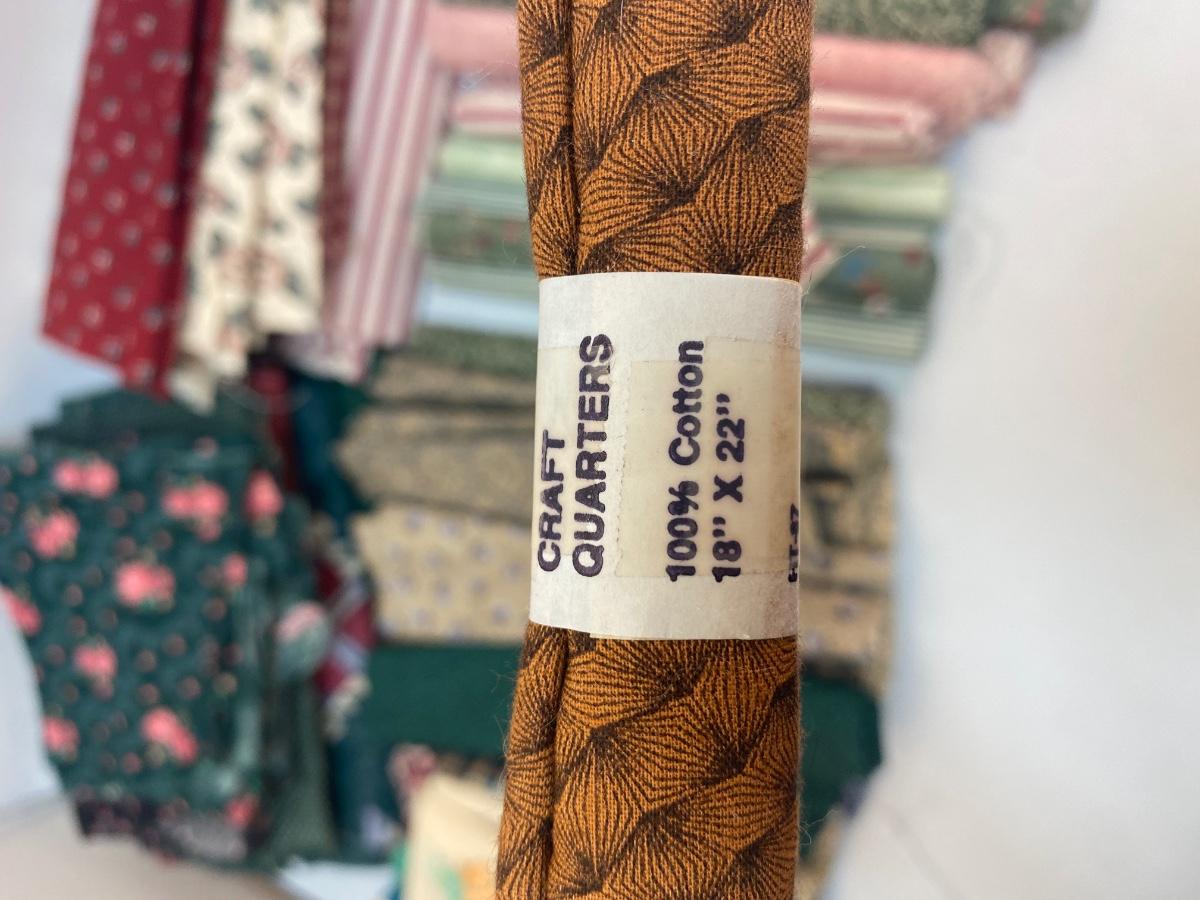 CRAFT
QUARTERS
100% Cotton
18" X 22"